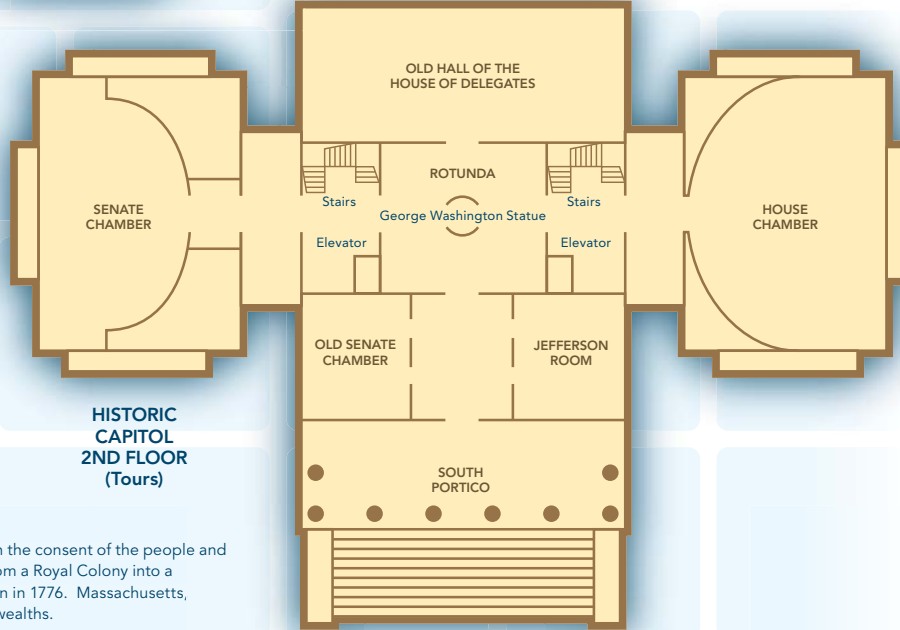 OLD HALL OF THE
HOUSE OF DELEGATES
ROTUNDA
Stairs
George Washington Statue
Stairs
SENATE
CHAMBER
HOUSE
CHAMBER
Elevator
Elevator
OLD SENATE
CHAMBER
JEFFERSON
ROOM
HISTORIC
CAPITOL
2ND FLOOR
(Tours)
SOUTH
PORTICO
the consent of the people and
a Royal Colony into a
in 1776. Massachusetts,